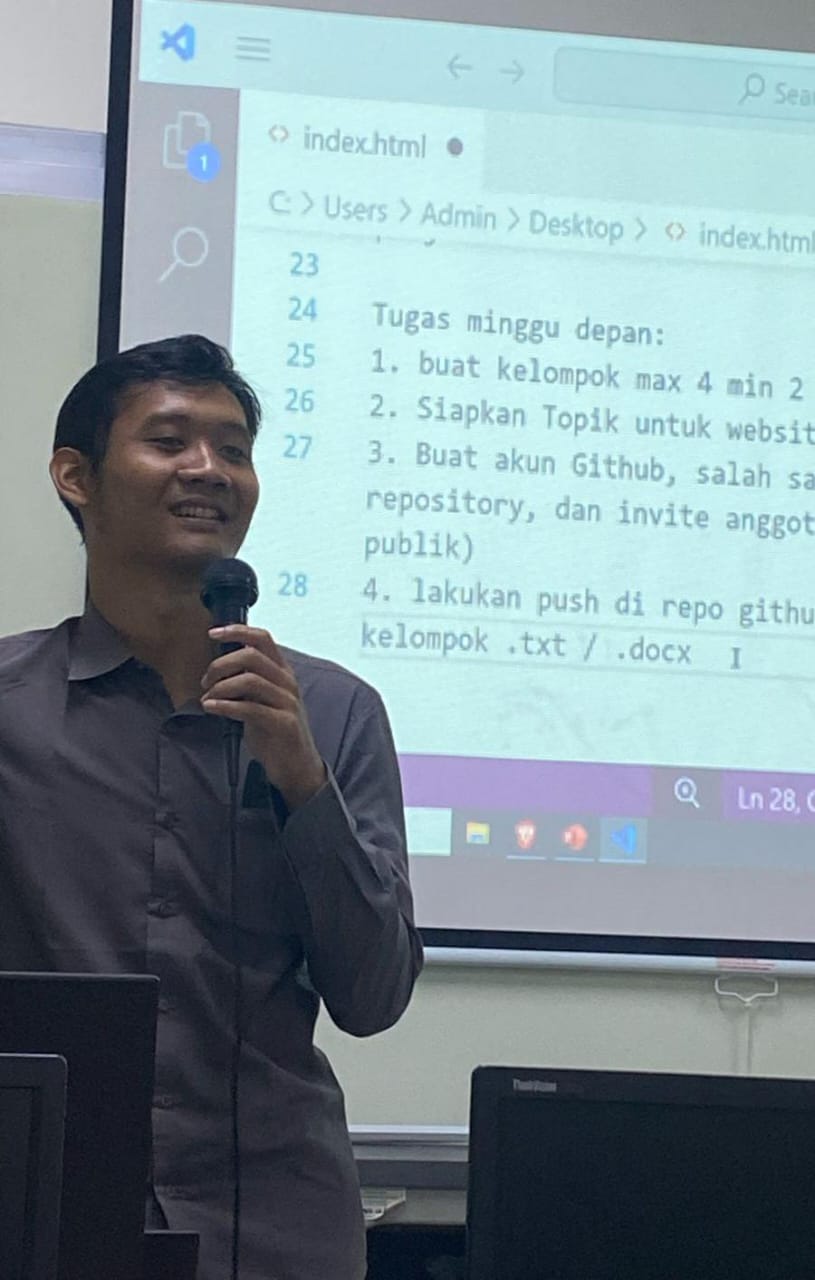 Sear
1
index.html
C: > Users > Admin > Desktop > index.html
23
24 Tugas minggu depan:
25 1. buat kelompok max 4 min 2
26 2. Siapkan Topik untuk websit
27 3. Buat akun Github, salah sa
repository, dan invite anggot
publik)
28 4. lakukan push di repo githu
kelompok .txt / .docx
Ln 28, C
ThinkVision